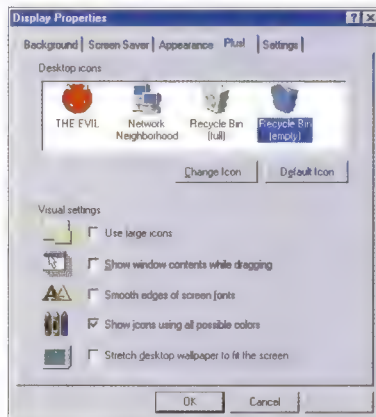 Display Properties
Background Screen Saver Appearance Plus! Settings
Desktop icons
THE EVIL Network Neighborhood Recycle Bin (full) Recycle Bin (empty)
Change Icon Default Icon
Visual settings
Use large icons
Show window contents while dragging
Smooth edges of screen fonts
Show icons using all possible colors
Stretch desktop wallpaper to fit the screen
OK Cancel